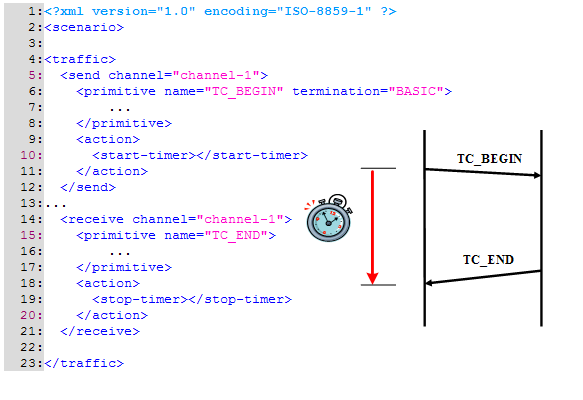 1:<?xml version="1.0" encoding="ISO-8859-1" ?>
2:<scenario>
3:
4:<traffic>
5:  <send channel="channel-1">
6:    <primitive name="TC_BEGIN" termination="BASIC">
7:        ...
8:    </primitive>
9:    <action>
10:      <start-timer></start-timer>
11:    </action>
12:  </send>
13:...
14:  <receive channel="channel-1">
15:    <primitive name="TC_END">
16:        ...
17:    </primitive>
18:    <action>
19:      <stop-timer></stop-timer>
20:    </action>
21:  </receive>
22:
23:</traffic>
TC_BEGIN
TC_END